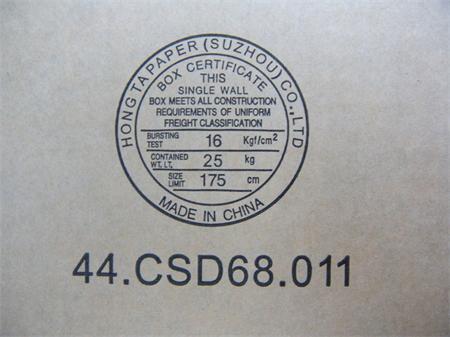 HONG TA PAPER (SUZHOU) CO.,LTD
BOX CERTIFICATE
THIS
SINGLE WALL
BOX MEETS ALL CONSTRUCTION
REQUIREMENTS OF UNIFORM
FREIGHT CLASSIFICATION
BURSTING TEST 16 Kgf/cm²
CONTAINED WT. LT. 25 kg
SIZE LIMIT 175 cm
MADE IN CHINA
44.CSD68.011